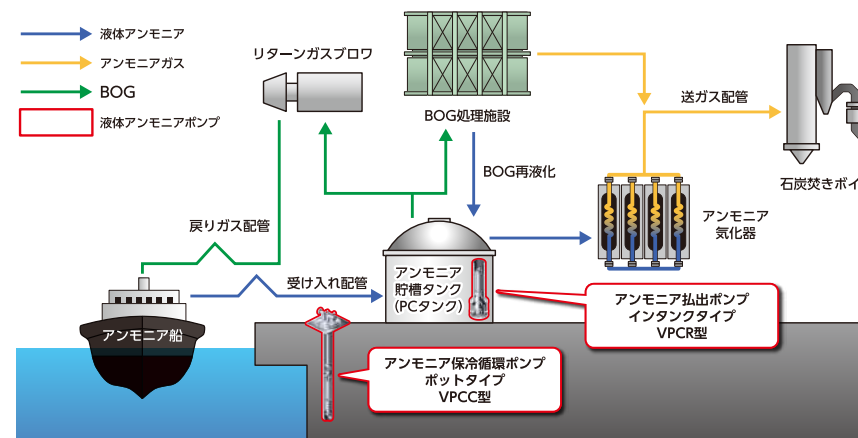 液体アンモニア
アンモニアガス
BOG
液体アンモニアポンプ
リターンガスブロワ
BOG処理施設
送ガス配管
石炭焚きボイ
BOG再液化
アンモニア
気化器
戻りガス配管
受け入れ配管
アンモニア
貯槽タンク
(PCタンク)
アンモニア船
アンモニア払出ポンプ
インタンクタイプ
VPCR型
アンモニア保冷循環ポンプ
ポットタイプ
VPCC型